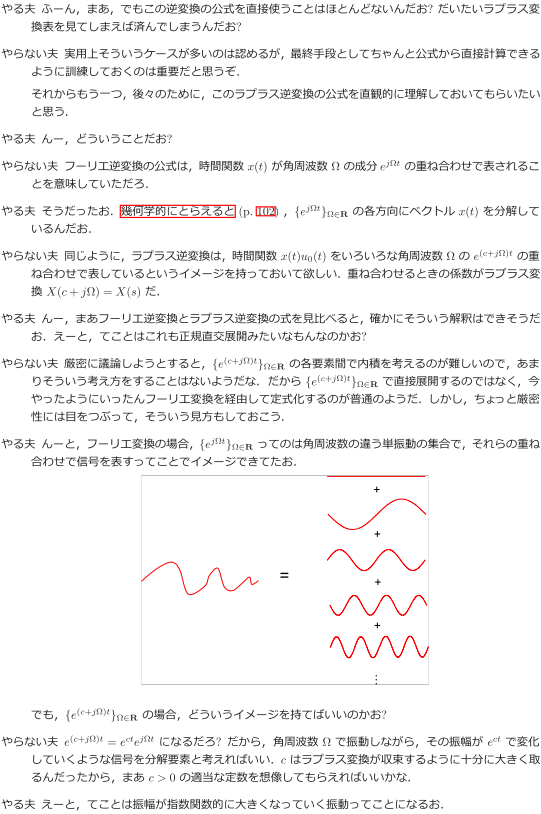 やる夫 ふーん，まあ，でもこの逆変換の公式を直接使うことはほとんどないんだお? だいたいラプラス変
換表を見てしまえば済んでしまうんだお?
やらない夫 実用上そういうケースが多いのは認めるが，最終手段としてちゃんと公式から直接計算できる
ように訓練しておくのは重要だと思うぞ．
それからもう一つ，後々のために，このラプラス逆変換の公式を直観的に理解しておいてもらいたい
と思う．
やる夫 んー，どういうことだお?
やらない夫 フーリエ逆変換の公式は，時間関数 x(t) が角周波数 Ω の成分 e^{jΩt} の重ね合わせで表されるこ
とを意味していただろ．
やる夫 そうだったお．幾何学的にとらえると (p. 102) ，{e^{jΩt}}_{Ω∈R} の各方向にベクトル x(t) を分解して
いるんだお．
やらない夫 同じように，ラプラス逆変換は，時間関数 x(t)u₀(t) をいろいろな角周波数 Ω の e^{(c+jΩ)t} の重
ね合わせで表しているというイメージを持っておいて欲しい．重ね合わせるときの係数がラプラス変
換 X(c + jΩ) = X(s) だ．
やる夫 んー，まあフーリエ逆変換とラプラス逆変換の式を見比べると，確かにそういう解釈はできそうだ
お．えーと，てことはこれも正規直交展開みたいなもんなのかお?
やらない夫 厳密に議論しようとすると，{e^{(c+jΩ)t}}_{Ω∈R} の各要素間で内積を考えるのが難しいので，あま
りそういう考え方をすることはないようだな．だから {e^{(c+jΩ)t}}_{Ω∈R} で直接展開するのではなく，今
やったようにいったんフーリエ変換を経由して定式化するのが普通のようだ．しかし，ちょっと厳密
性には目をつぶって，そういう見方もしておこう．
やる夫 んーと，フーリエ変換の場合，{e^{jΩt}}_{Ω∈R} ってのは角周波数の違う単振動の集合で，それらの重ね
合わせで信号を表すってことでイメージできてたお．
+
+
=
+
+
⋮
でも，{e^{(c+jΩ)t}}_{Ω∈R} の場合，どういうイメージを持てばいいのかお?
やらない夫 e^{(c+jΩ)t} = e^{ct}e^{jΩt} になるだろ? だから，角周波数 Ω で振動しながら，その振幅が e^{ct} で変化
していくような信号を分解要素と考えればいい．c はラプラス変換が収束するように十分に大きく取
るんだったから，まあ c > 0 の適当な定数を想像してもらえればいいかな．
やる夫 えーと，てことは振幅が指数関数的に大きくなっていく振動ってことになるお．